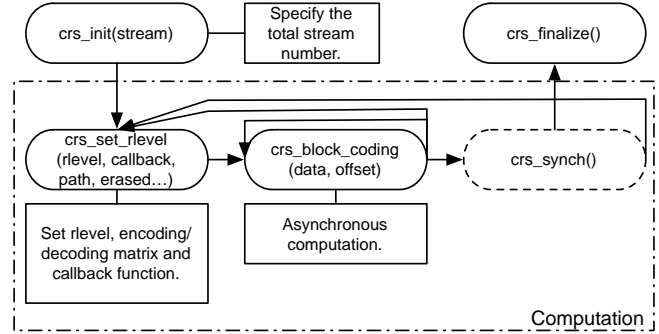 crs_init(stream)
Specify the
total stream
number.
crs_finalize()
crs_set_rlevel
(rlevel, callback,
path, erased…)
crs_block_coding
(data, offset)
crs_synch()
Set rlevel, encoding/
decoding matrix and
callback function.
Asynchronous
computation.
Computation